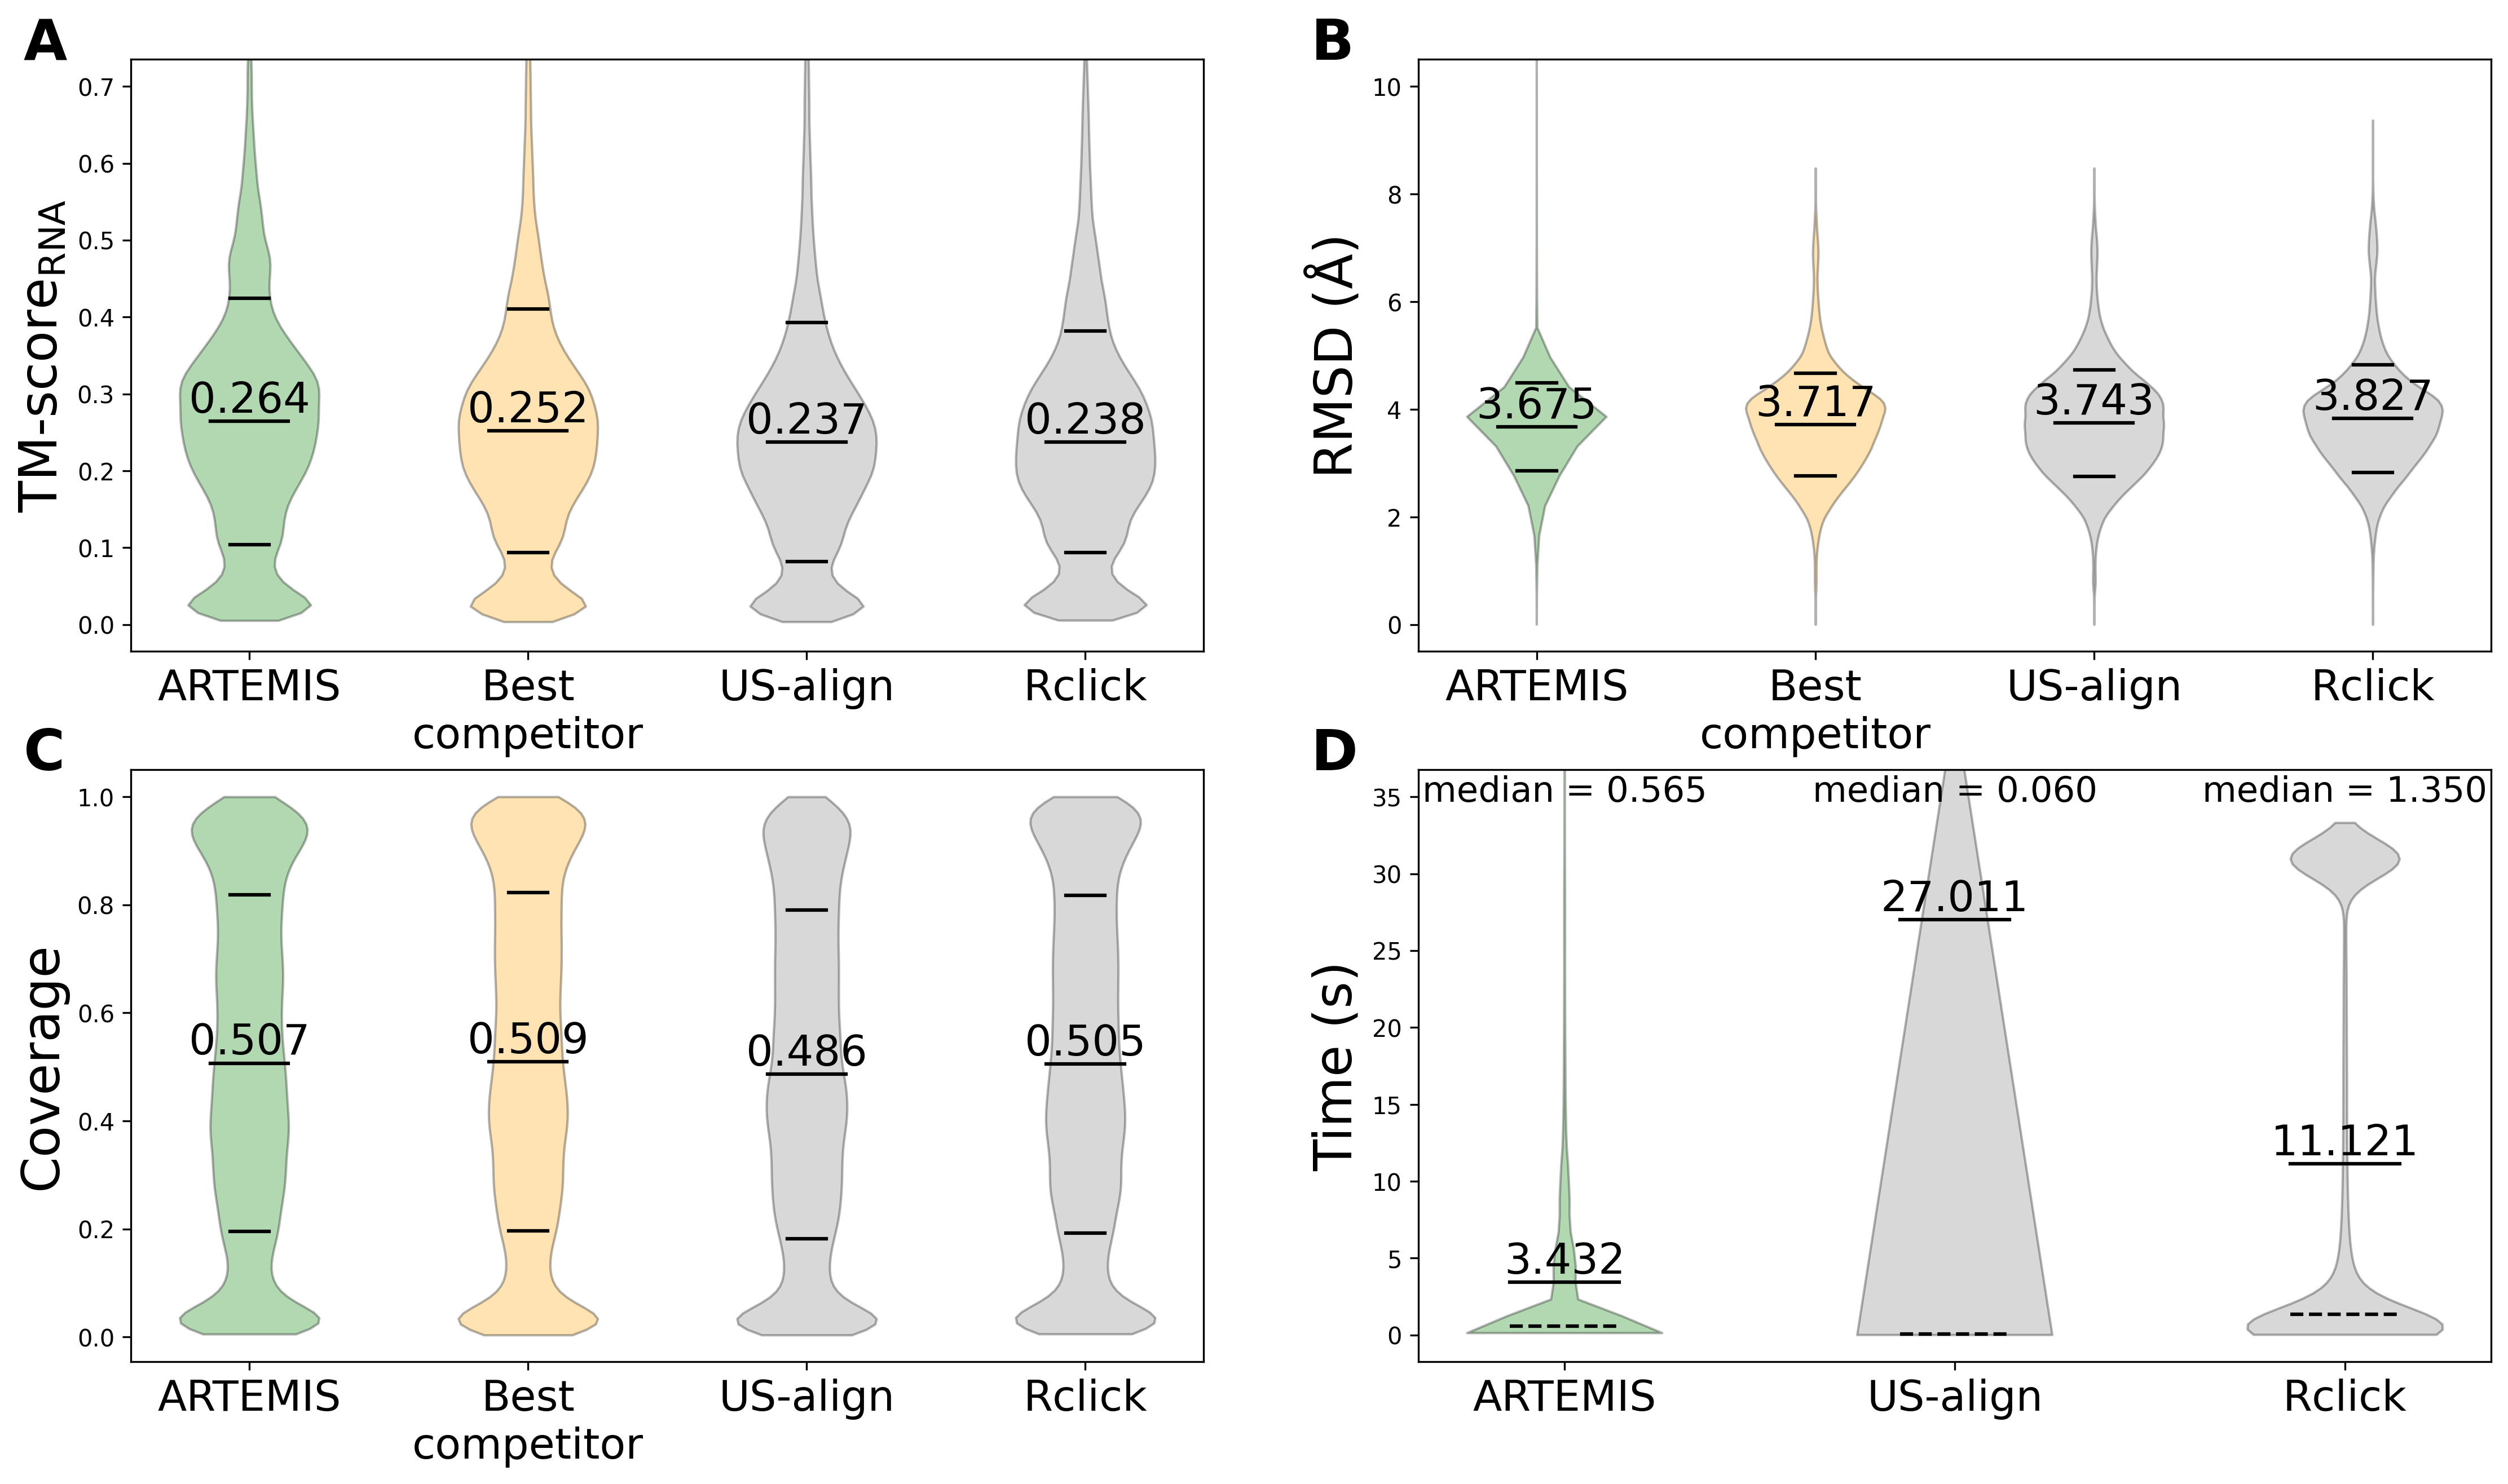 A
TM-scoreRNA
0.7
0.6
0.5
0.4
0.3
0.2
0.1
0.0
0.264
0.252
0.237
0.238
ARTEMIS
Best
competitor
US-align
Rclick
B
RMSD (Å)
10
8
6
4
2
0
3.675
3.717
3.743
3.827
ARTEMIS
Best
competitor
US-align
Rclick
C
Coverage
1.0
0.8
0.6
0.4
0.2
0.0
0.507
0.509
0.486
0.505
ARTEMIS
Best
competitor
US-align
Rclick
D
Time (s)
35
30
25
20
15
10
5
0
median = 0.565
median = 0.060
median = 1.350
3.432
27.011
11.121
ARTEMIS
US-align
Rclick